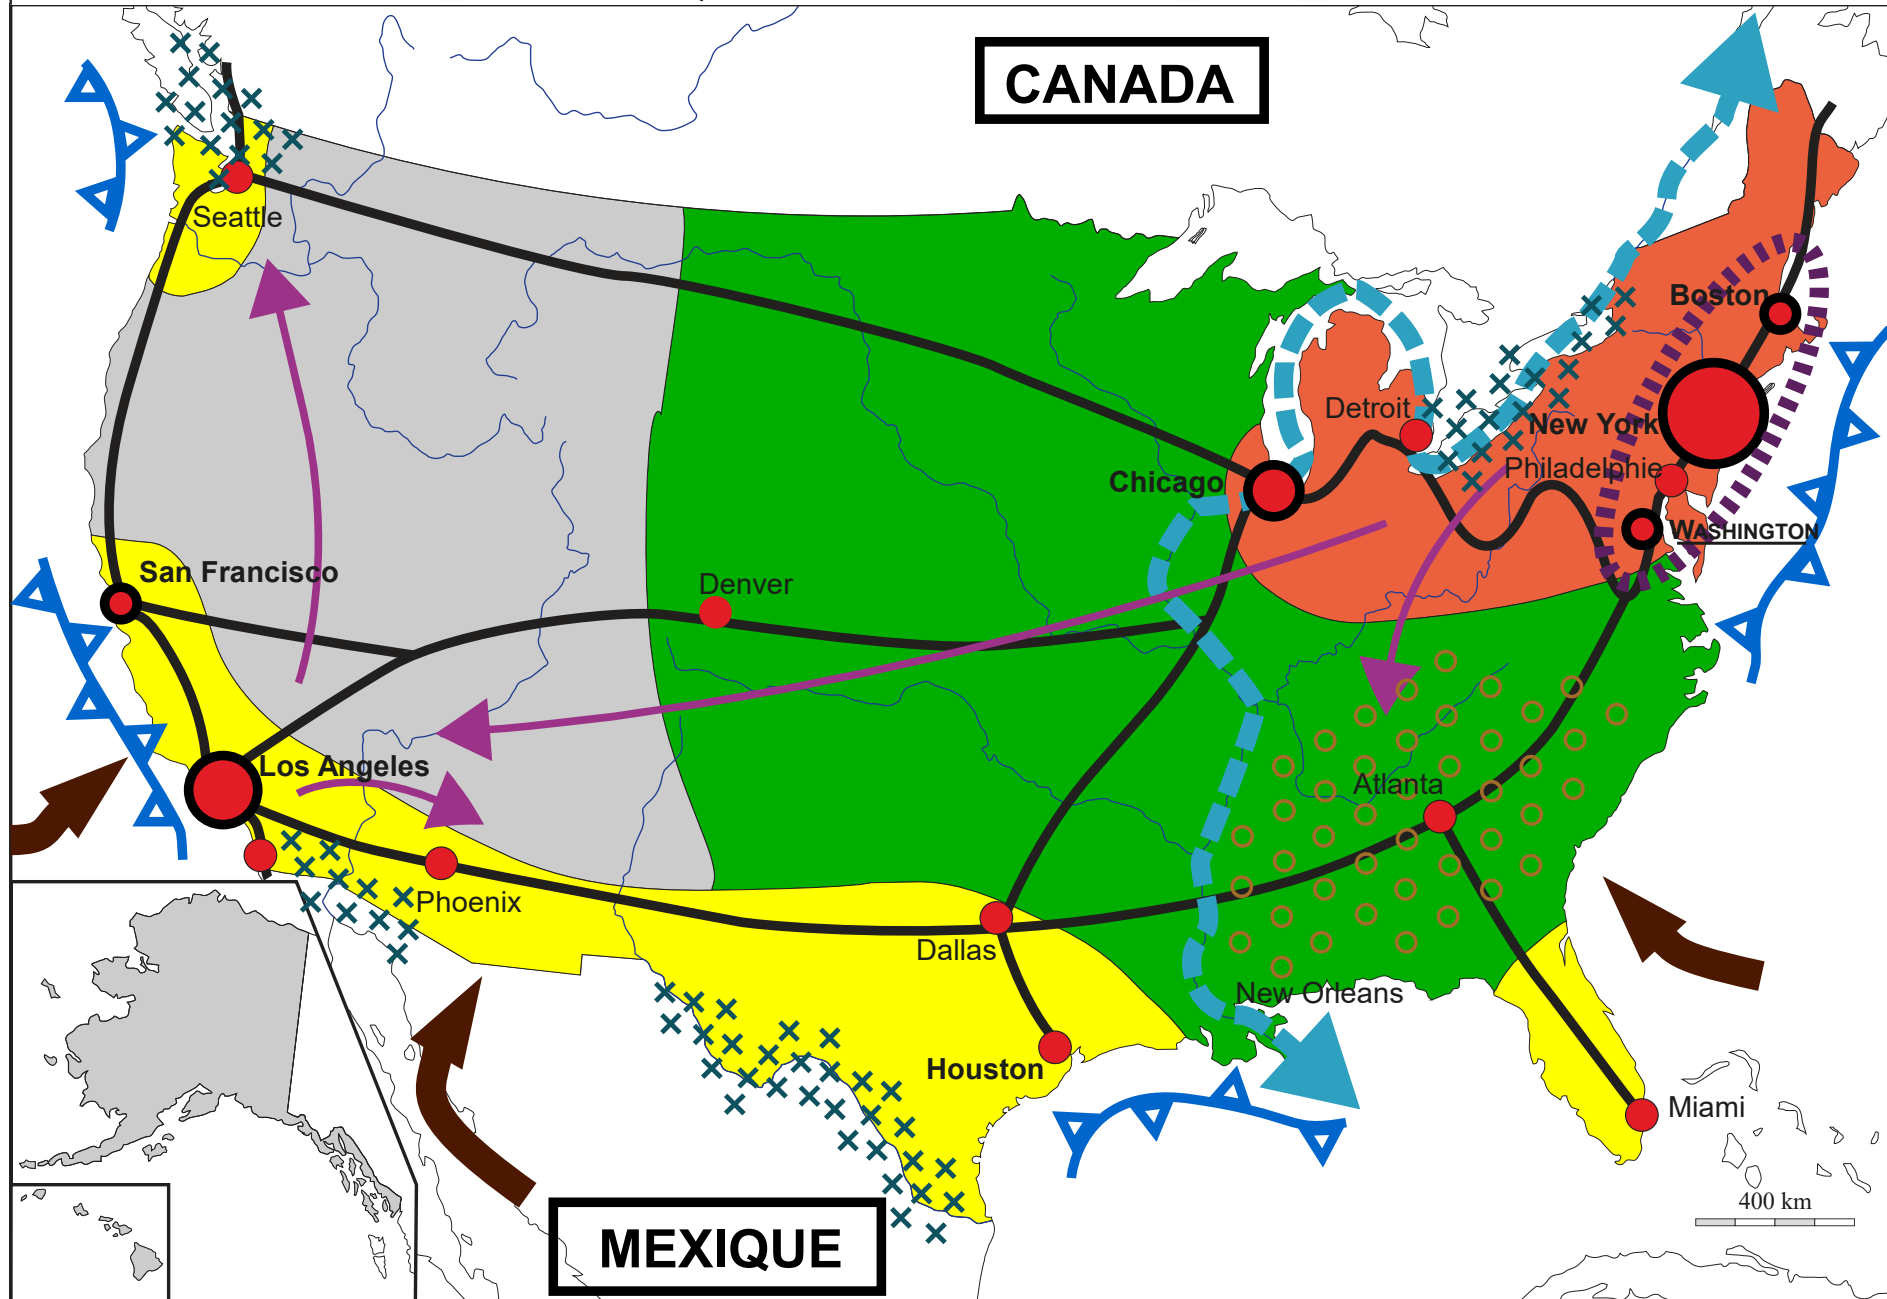 CANADA
Seattle
Boston
Detroit
New York
Philadelphie
Chicago
WASHINGTON
San Francisco
Denver
Los Angeles
Atlanta
Phoenix
Dallas
New Orleans
Houston
Miami
400 km
MEXIQUE